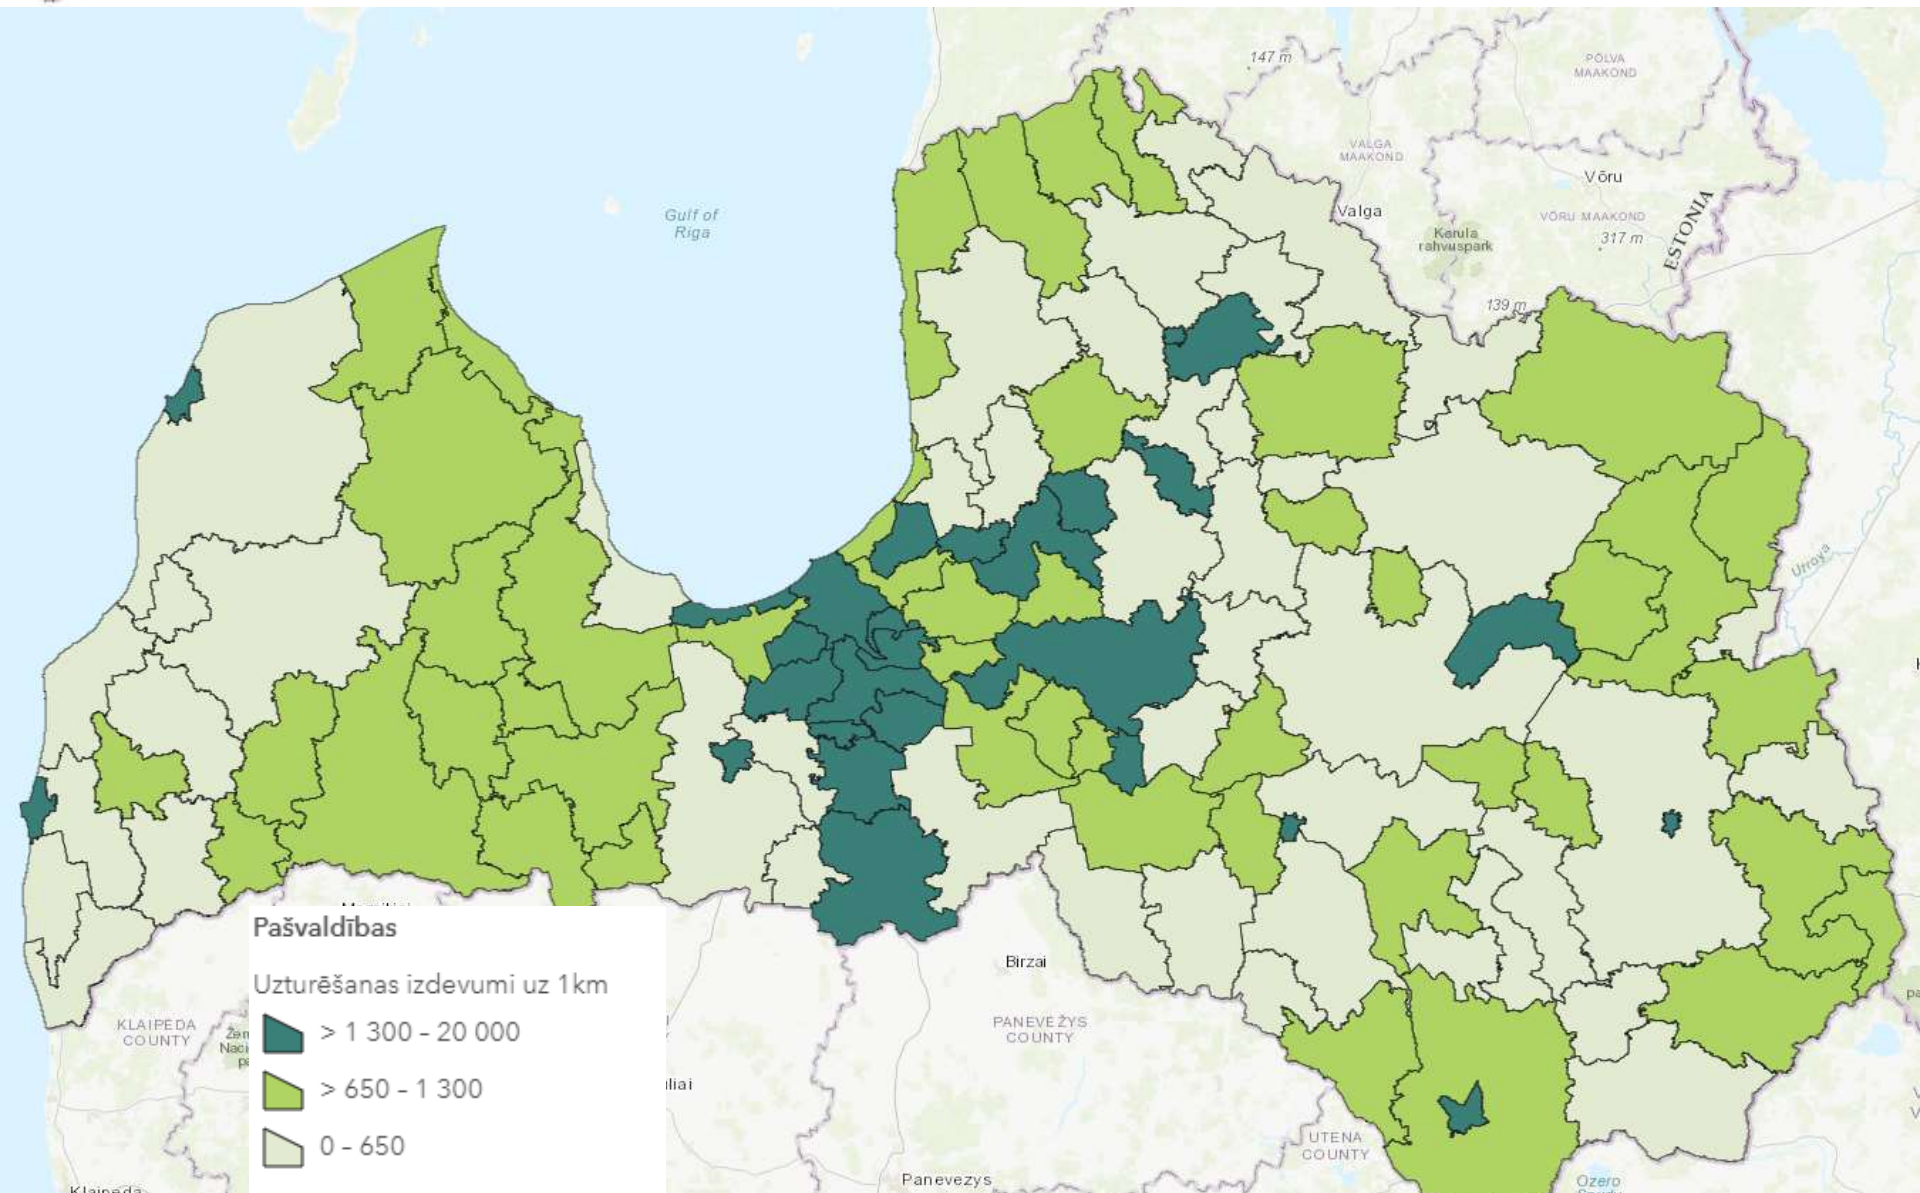 147 m
PÕLVA
MAAKOND
VALGA
MAAKOND
Võru
Valga
VÕRU MAAKOND
Karula
rahvuspark
317 m
ESTONIA
Gulf of
Riga
139 m
Utroya
Pašvaldības
Uzturēšanas izdevumi uz 1km
> 1 300 - 20 000
> 650 - 1 300
0 - 650
Birzai
KLAIPEDA
COUNTY
PANEVEŽYS
COUNTY
UTENA
COUNTY
Panevezys
Klaipeda
Ozero